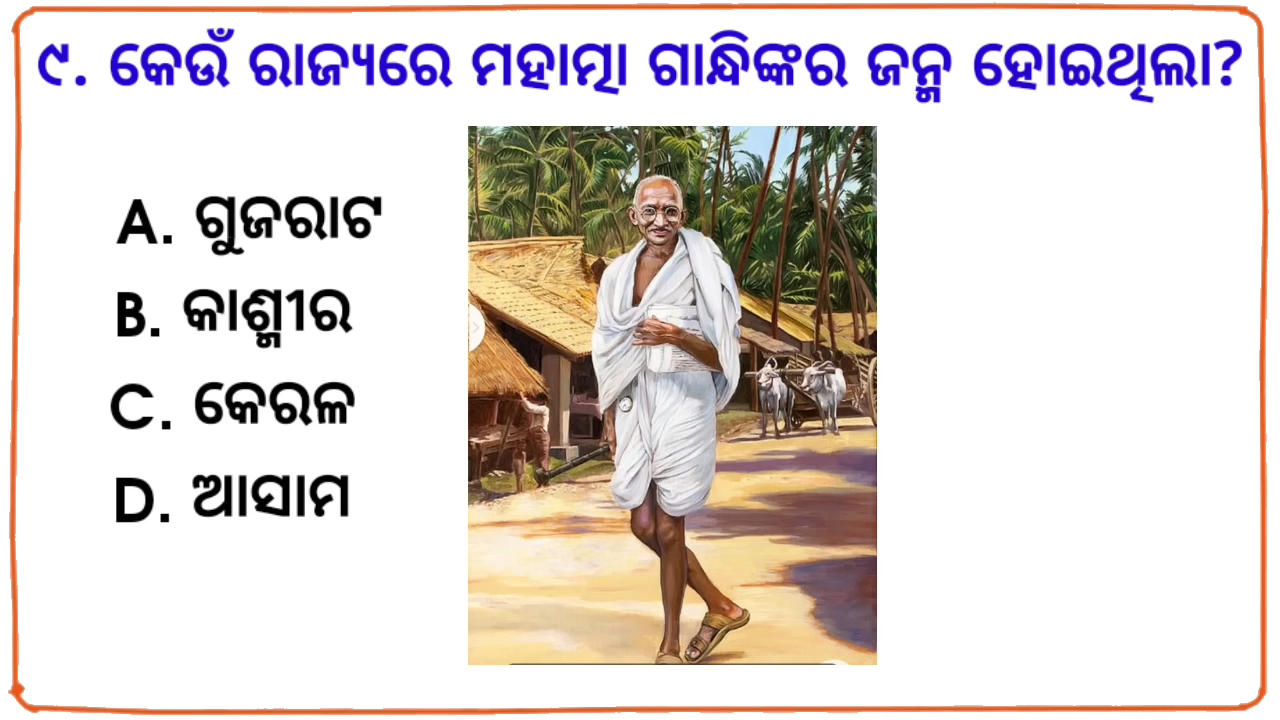 ୯. କେଉଁ ରାଜ୍ୟରେ ମହାତ୍ମା ଗାନ୍ଧିଙ୍କର ଜନ୍ମ ହୋଇଥିଲା?
A. ଗୁଜରାଟ
B. କାଶ୍ମୀର
C. କେରଳ
D. ଆସାମ